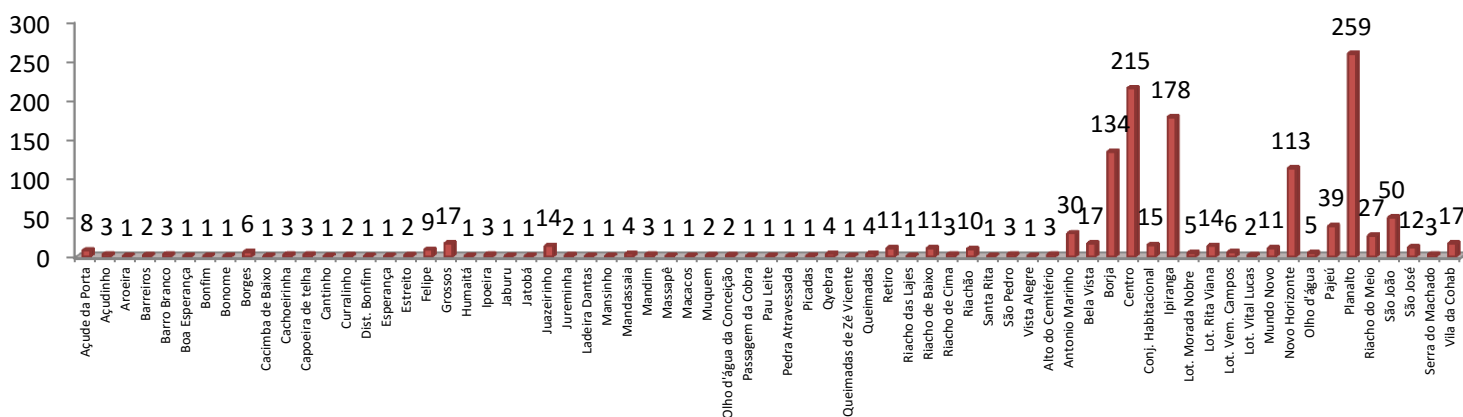 300
250
200
150
100
50
0
8 3 1 2 3 1 1 1 6 1 3 3 1 2 1 1 2 9 17 1 3 1 1 14 2 1 1 4 3 1 1 2 2 1 1 1 1 4 1 4 11 1 11 3 10 1 3 1 3 30 17 134 215 15 178 5 14 6 2 11 113 5 39 259 27 50 12 3 17
Açude da Porta
Açudinho
Aroeira
Barreiros
Barro Branco
Boa Esperança
Bonfim
Bonome
Borges
Cacimba de Baixo
Cachoeirinha
Capoeira de telha
Cantinho
Curralinho
Dist. Bonfim
Esperança
Estreito
Felipe
Grossos
Humaitá
Ipoeira
Jaburu
Jatobá
Juazeirinho
Jureminha
Ladeira Dantas
Mansinho
Mandassaia
Mandim
Massapê
Macacos
Muquem
Olho d'água da Conceição
Passagem da Cobra
Pau Leite
Pedra Atravessada
Picadas
Qyebra
Queimadas de Zé Vicente
Queimadas
Retiro
Riacho das Lajes
Riacho de Baixo
Riacho de Cima
Riachão
Santa Rita
São Pedro
Vista Alegre
Alto do Cemitério
Antonio Marinho
Bela Vista
Borja
Centro
Conj. Habitacional
Ipiranga
Lot. Morada Nobre
Lot. Rita Viana
Lot. Vem. Campos
Lot. Vital Lucas
Mundo Novo
Novo Horizonte
Olho d'água
Pajeú
Planalto
Riacho do Meio
São João
São José
Serra do Machado
Vila da Cohab